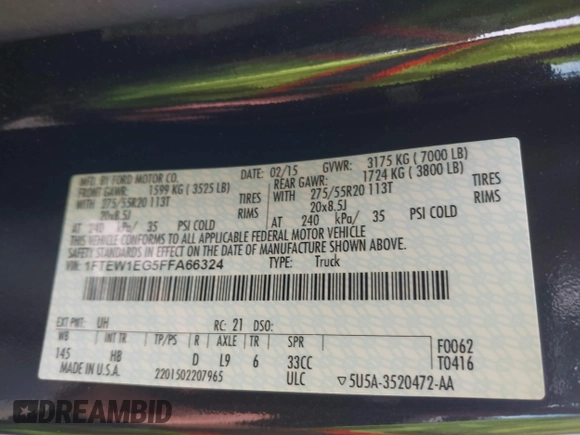 MFD. BY FORD MOTOR CO.
DATE: 02/15 GVWR: 3175 KG ( 7000 LB)
FRONT GAWR: 1599 KG ( 3525 LB) REAR GAWR: 1724 KG ( 3800 LB)
WITH 275/55R20 113T TIRES WITH 275/55R20 113T TIRES
20x8.5J RIMS 20x8.5J RIMS
AT 240 kPa/ 35 PSI COLD AT 240 kPa/ 35 PSI COLD
THIS VEHICLE CONFORMS TO ALL APPLICABLE FEDERAL MOTOR VEHICLE
SAFETY STANDARDS IN EFFECT ON THE DATE OF MANUFACTURE SHOWN ABOVE.
VIN: 1FTEW1EG5FFA66324 TYPE: Truck
EXT PNT: UH RC: 21 DSO:
WB INT TR TP/PS R AXLE TR SPR
145 HB D L9 6 33CC
F0062
T0416
MADE IN U.S.A. 2201502207965 ULC ▽5U5A-3520472-AA
DREAMBID